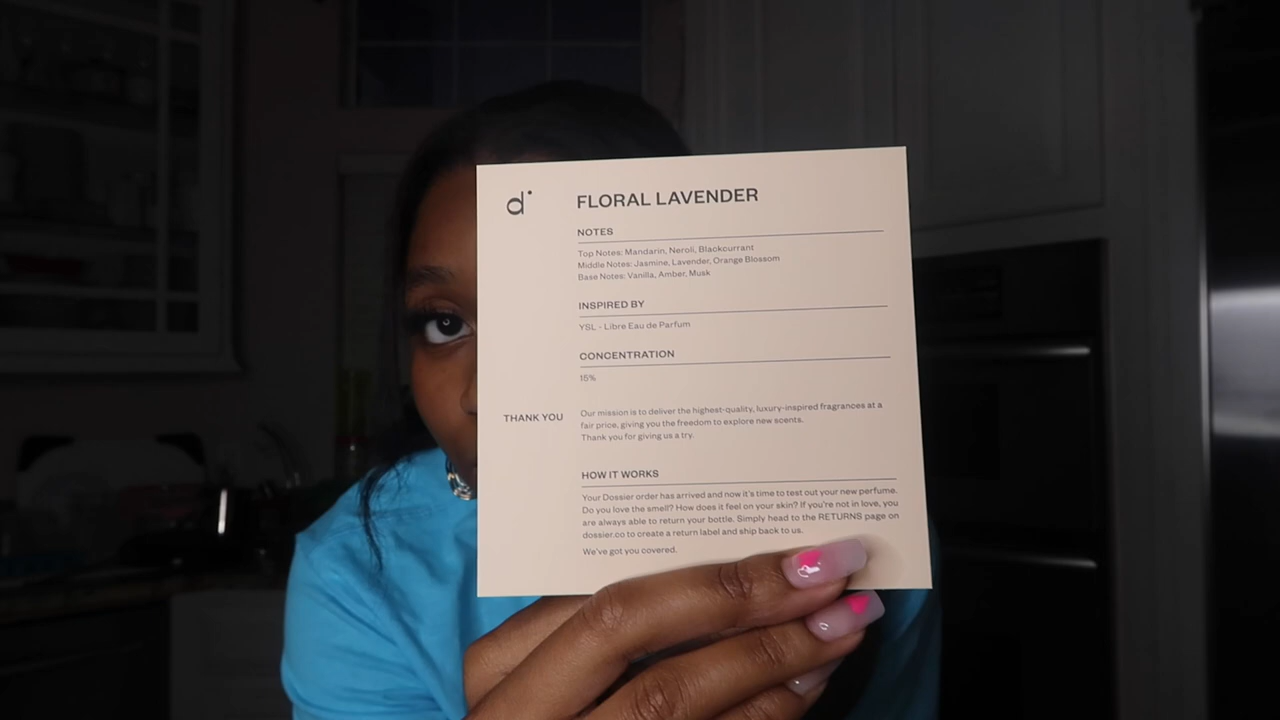 d•
FLORAL LAVENDER
NOTES
Top Notes: Mandarin, Neroli, Blackcurrant
Middle Notes: Jasmine, Lavender, Orange Blossom
Base Notes: Vanilla, Amber, Musk
INSPIRED BY
YSL - Libre Eau de Parfum
CONCENTRATION
15%
THANK YOU
Our mission is to deliver the highest-quality, luxury-inspired fragrances at a
fair price, giving you the freedom to explore new scents.
Thank you for giving us a try.
HOW IT WORKS
Your Dossier order has arrived and now it's time to test out your new perfume.
Do you love the smell? How does it feel on your skin? If you're not in love, you
are always able to return your bottle. Simply head to the RETURNS page on
dossier.co to create a return label and ship back to us.
We've got you covered.